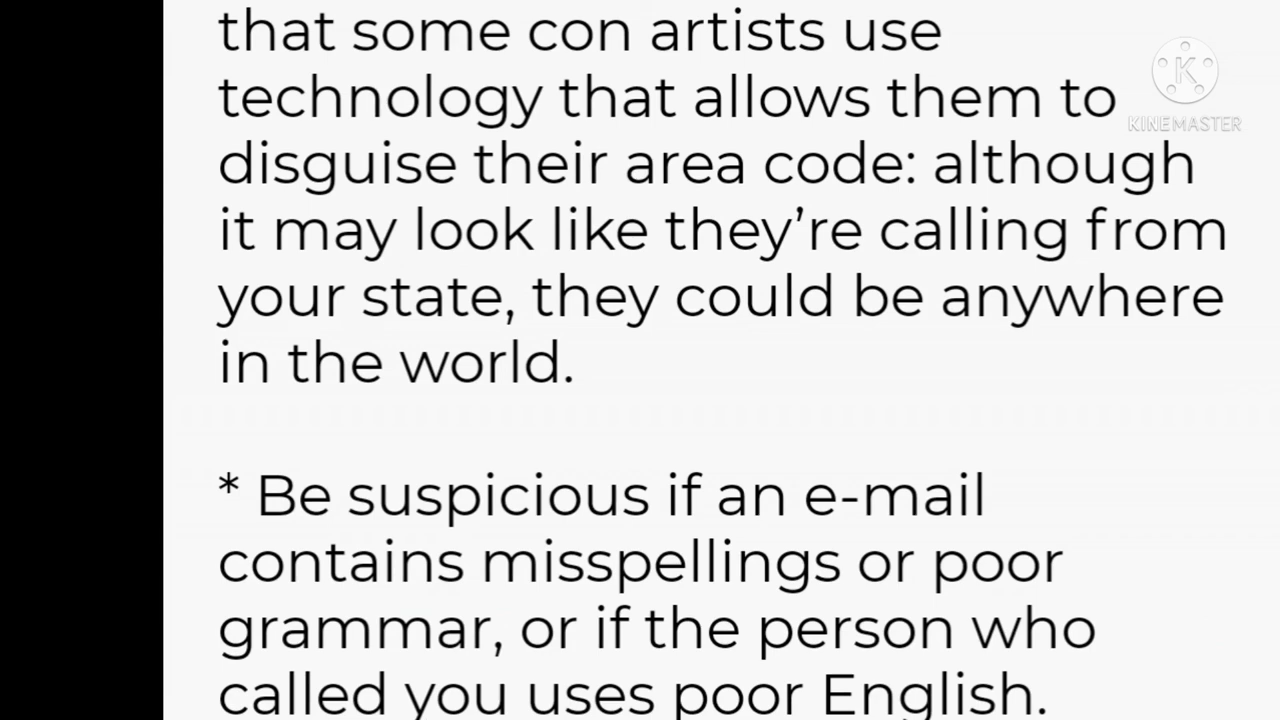 that some con artists use
technology that allows them to
disguise their area code: although
it may look like they’re calling from
your state, they could be anywhere
in the world.
* Be suspicious if an e-mail
contains misspellings or poor
grammar, or if the person who
called you uses poor English.
K
KINEMASTER